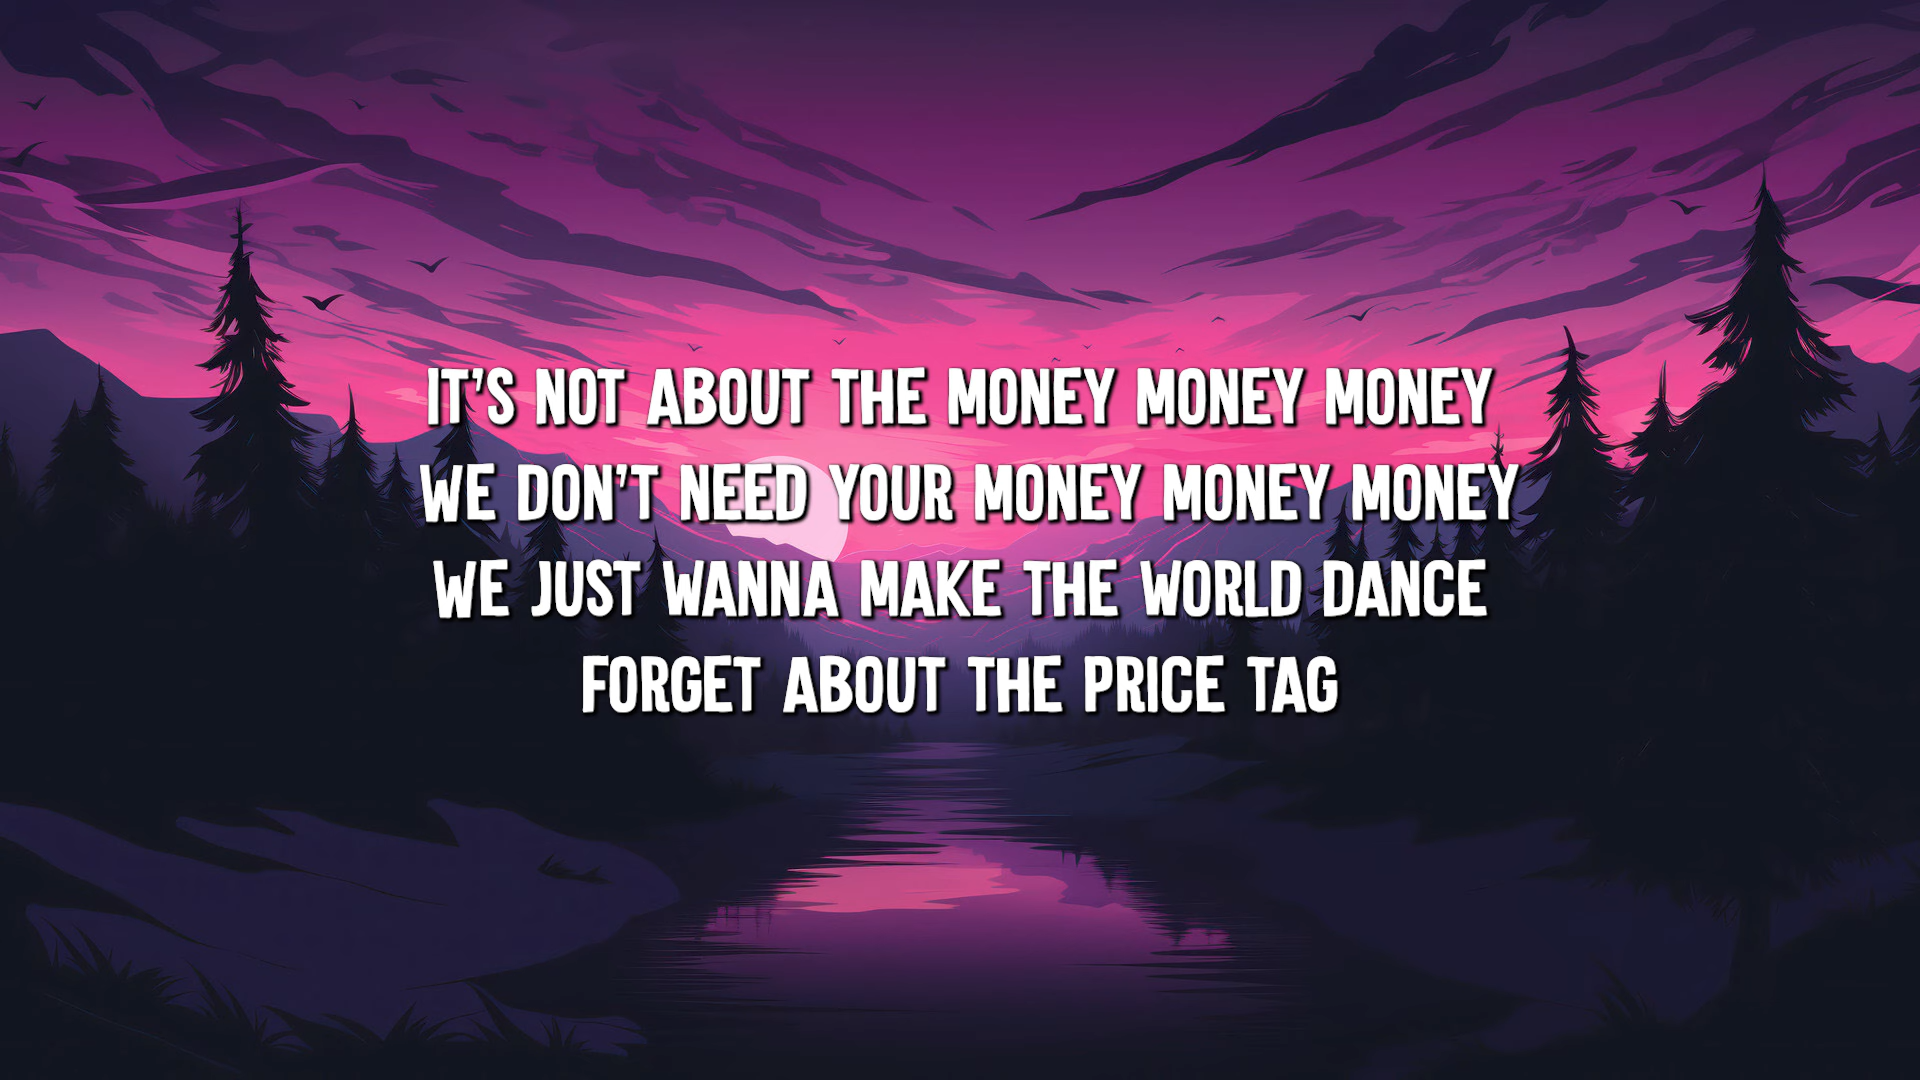 IT'S NOT ABOUT THE MONEY MONEY MONEY
WE DON'T NEED YOUR MONEY MONEY MONEY
WE JUST WANNA MAKE THE WORLD DANCE
FORGET ABOUT THE PRICE TAG